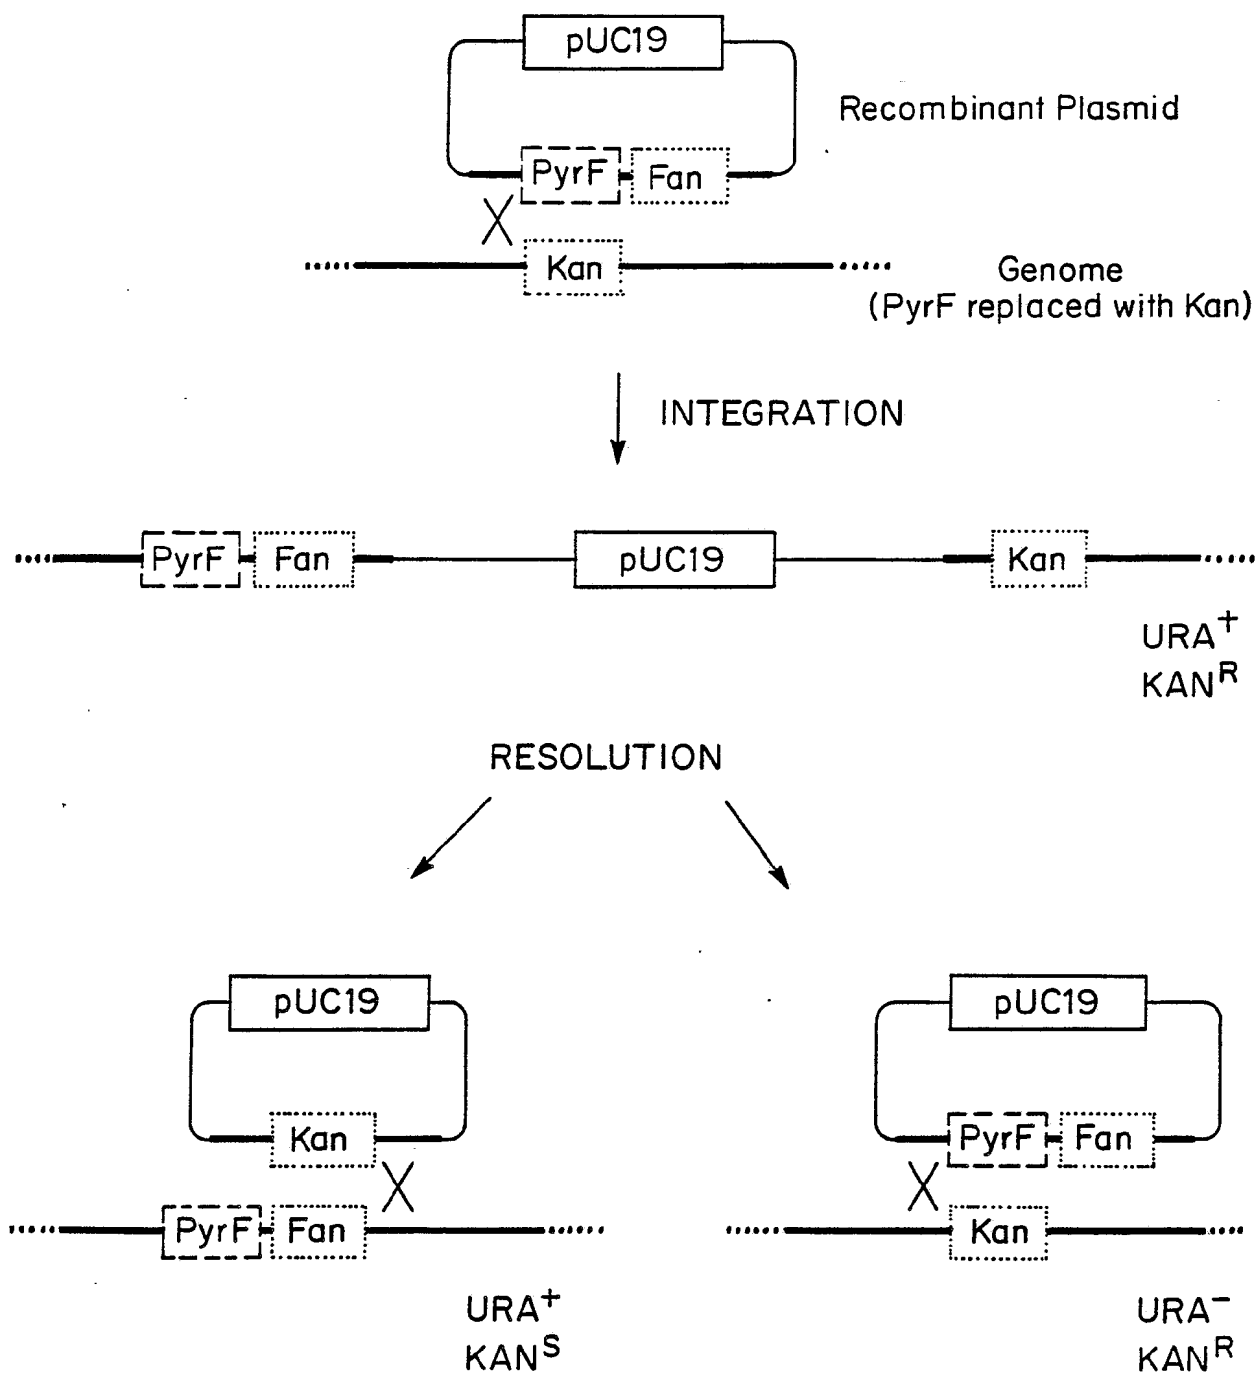 pUC19
Recombinant Plasmid
PyrF
Fan
Kan
Genome
(PyrF replaced with Kan)
INTEGRATION
PyrF
Fan
pUC19
Kan
URA+
KANR
RESOLUTION
pUC19
pUC19
Kan
PyrF
Fan
PyrF
Fan
Kan
URA+
KANS
URA-
KANR